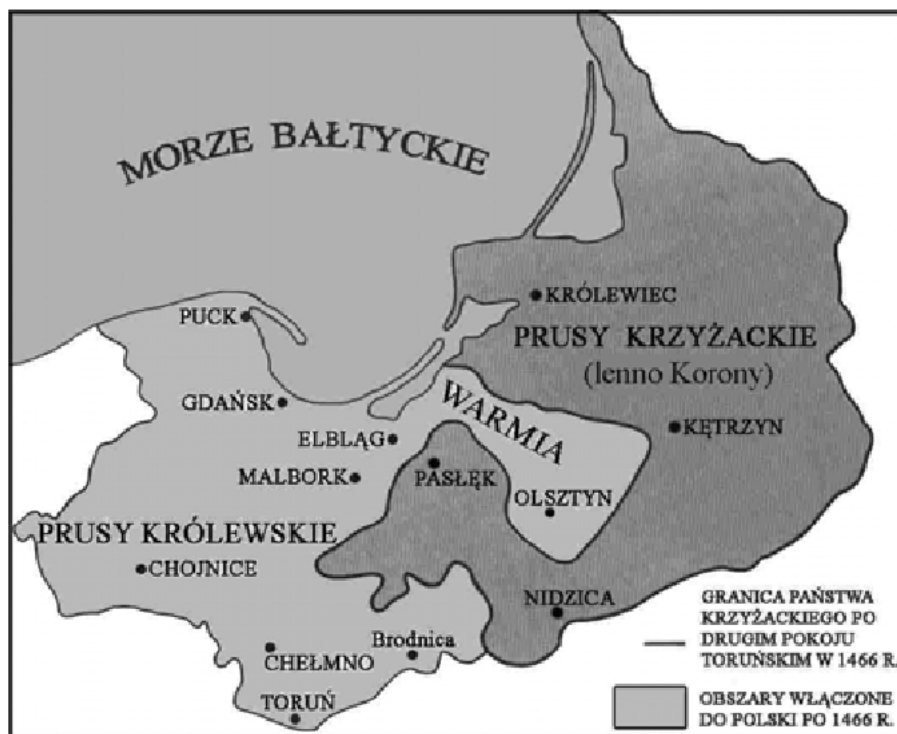 MORZE BAŁTYCKIE
PUCK
KRÓLEWIEC
PRUSY KRZYŻACKIE
(lenno Korony)
GDAŃSK
WARMIA
ELBLĄG
KĘTRZYN
MALBORK
PASŁĘK
OLSZTYN
PRUSY KRÓLEWSKIE
CHOJNICE
NIDZICA
Brodnica
CHEŁMNO
TORUŃ
GRANICA PAŃSTWA
KRZYŻACKIEGO PO
DRUGIM POKOJU
TORUŃSKIM W 1466 R.
OBSZARY WŁĄCZONE
DO POLSKI PO 1466 R.